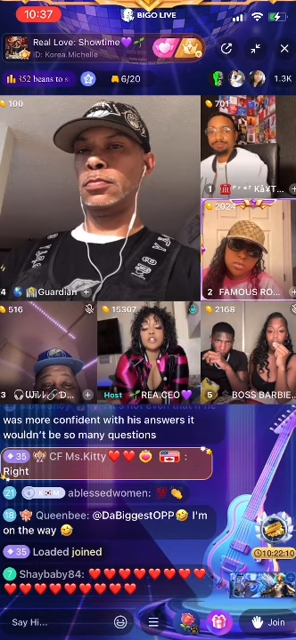 10:37
BIGO LIVE
Real Love: Showtime💜🌱
ID: Korea.Michelle
352 beans to s
6/20
1.3K
100
701
1
2024
4 Guardian
2 FAMOUS RO...
516
15307
2168
3
Host REA CEO💜
5 BOSS BARBIE...
was more confident with his answers it
wouldn't be so many questions
35 CF Ms.Kitty❤️❤️ :
Right
21 ablessedwomen: 💯👏
18 Queenbee: @DaBiggestOPP🤣 I'm
on the way 🤣
35 Loaded joined
10:22:10
7 Shaybaby84: ❤️❤️❤️❤️❤️❤️
❤️❤️❤️❤️❤️❤️❤️❤️❤️
Say Hi...
Join